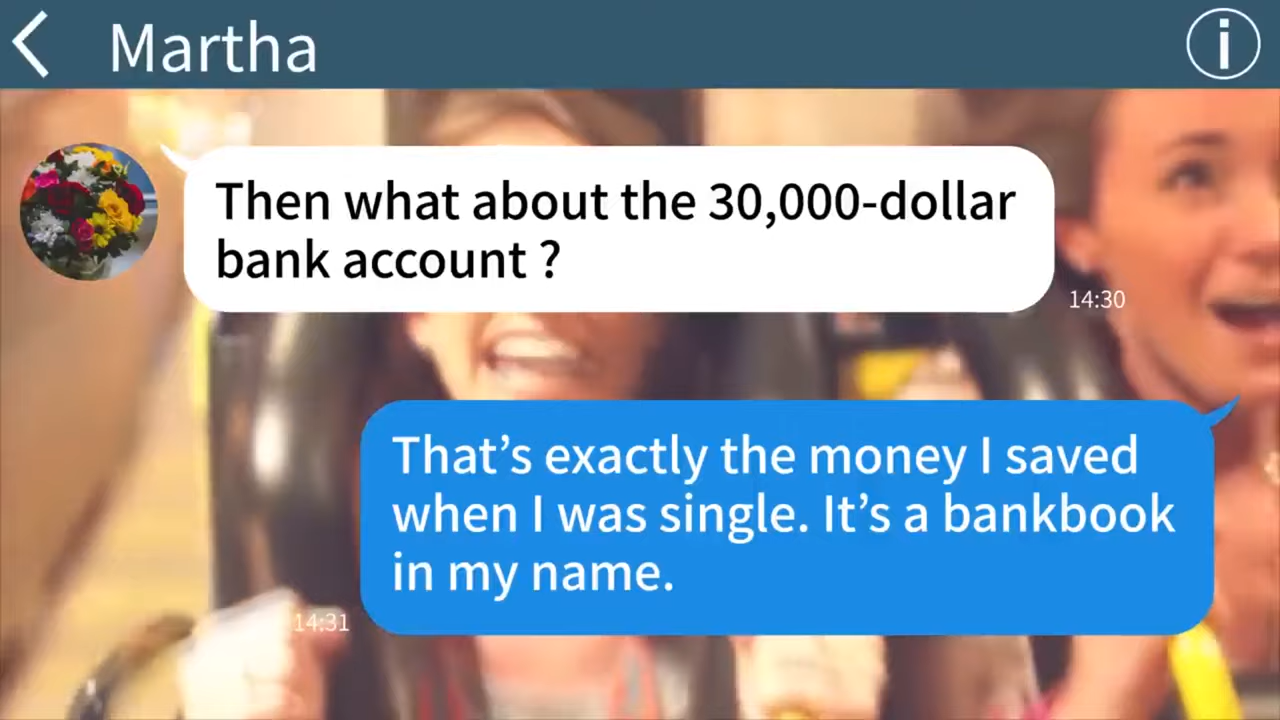 Martha
Then what about the 30,000-dollar
bank account ?
14:30
That’s exactly the money I saved
when I was single. It’s a bankbook
in my name.
14:31